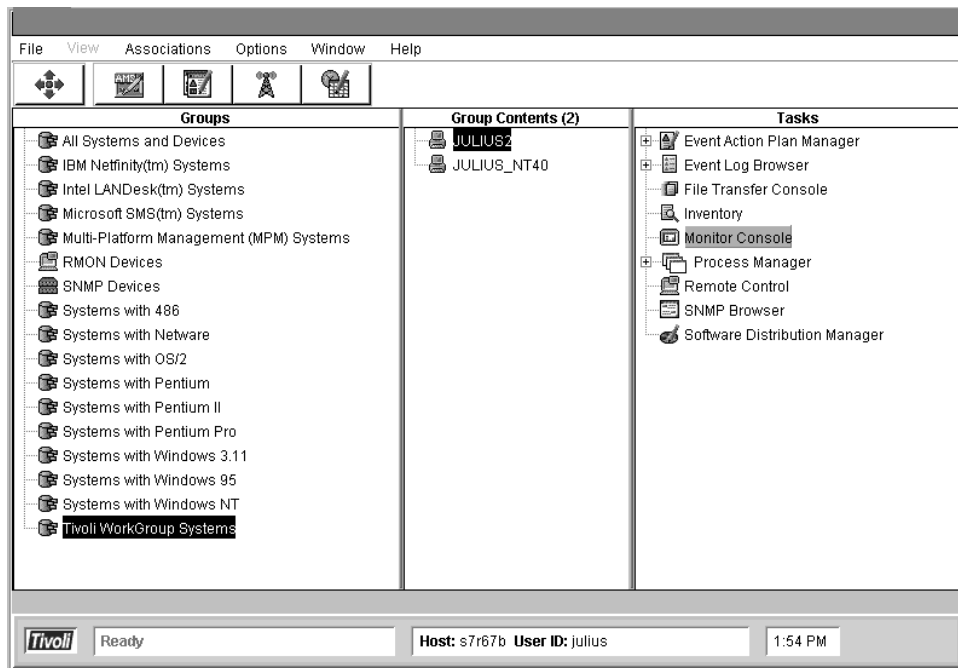 File View Associations Options Window Help
AMS
Groups
All Systems and Devices
IBM Netfinity(tm) Systems
Intel LANDesk(tm) Systems
Microsoft SMS(tm) Systems
Multi-Platform Management (MPM) Systems
RMON Devices
SNMP Devices
Systems with 486
Systems with Netware
Systems with OS/2
Systems with Pentium
Systems with Pentium II
Systems with Pentium Pro
Systems with Windows 3.11
Systems with Windows 95
Systems with Windows NT
Tivoli WorkGroup Systems
Group Contents (2)
JULIUS2
JULIUS_NT40
Tasks
Event Action Plan Manager
Event Log Browser
File Transfer Console
Inventory
Monitor Console
Process Manager
Remote Control
SNMP Browser
Software Distribution Manager
Tivoli Ready Host: s7r67b User ID: julius 1:54 PM